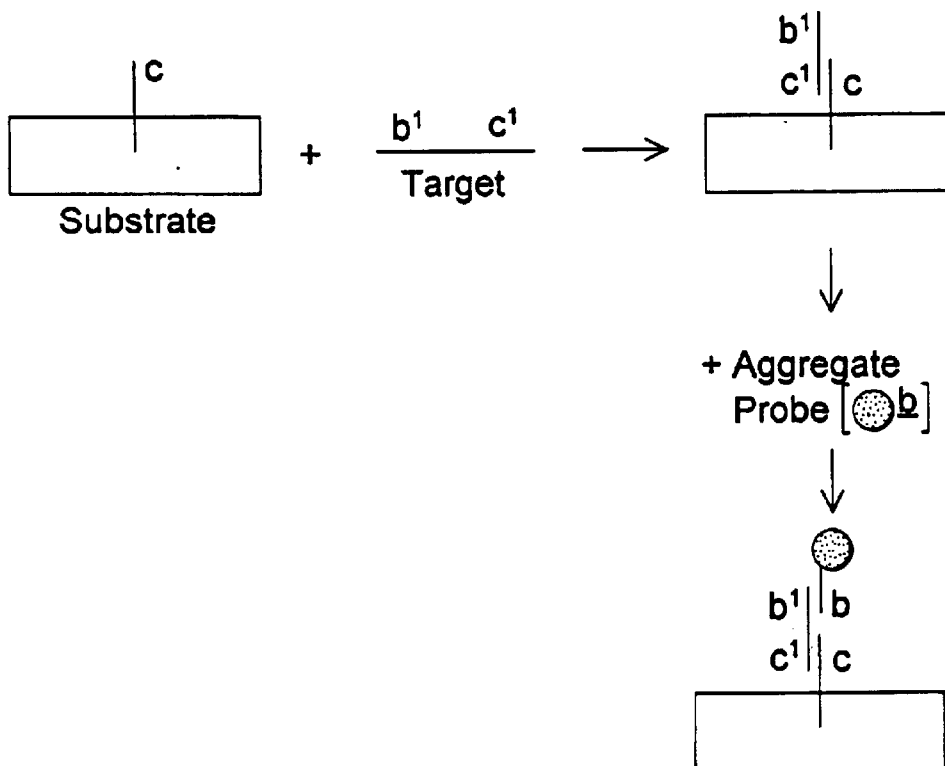 c
Substrate
+
b¹ c¹
Target
b¹
c¹ c
+ Aggregate
Probe [ b ]
b¹ b
c¹ c